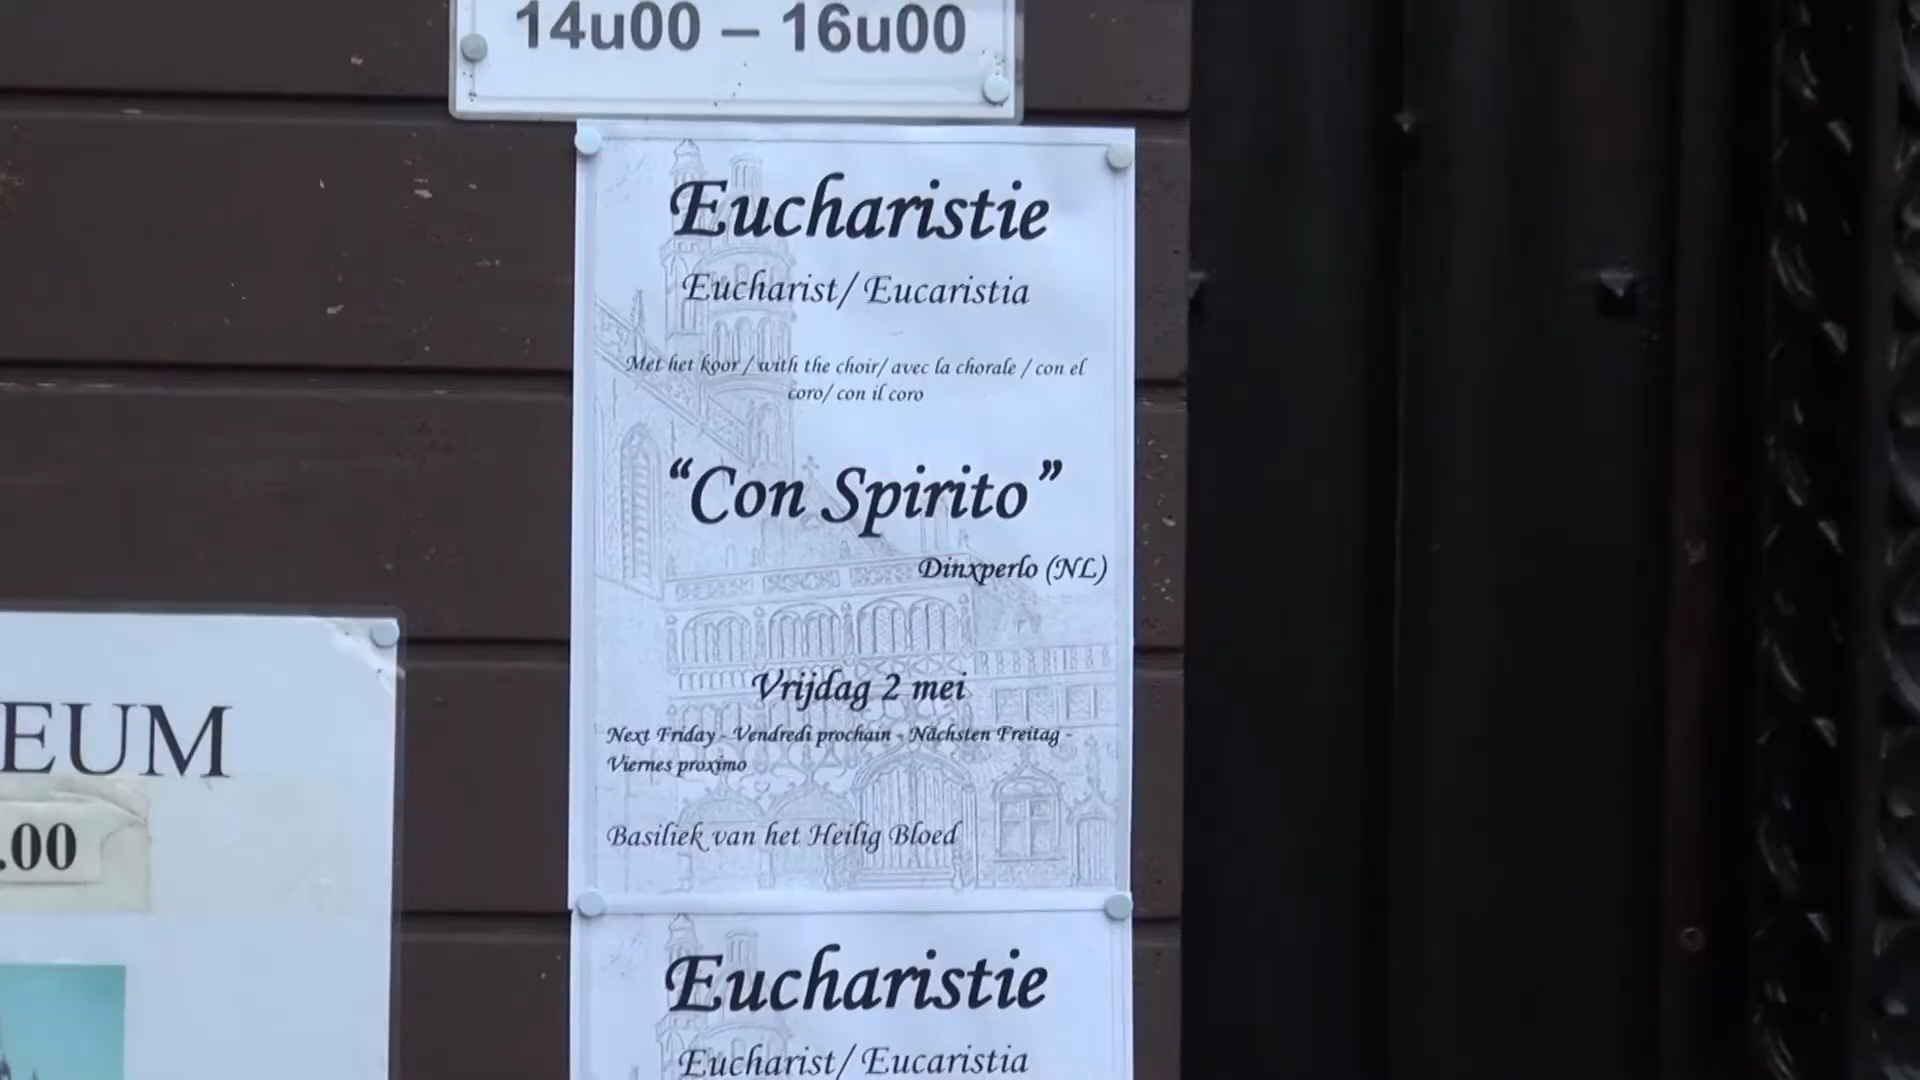 14u00 – 16u00
Eucharistie
Eucharist/ Eucaristia
Met het koor / with the choir/ avec la chorale / con el
coro/ con il coro
“Con Spirito”
Dinxperlo (NL)
Vrijdag 2 mei
Next Friday - Vendredi prochain - Nächsten Freitag -
Viernes proximo
Basiliek van het Heilig Bloed
EUM
.00
Eucharistie
Eucharist/ Eucaristia